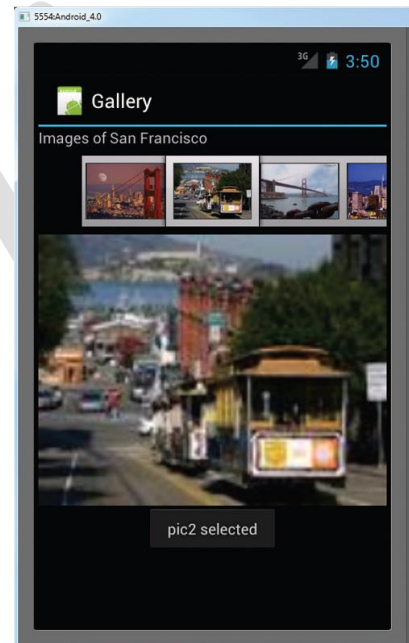 5554:Android_4.0
3G 3:50
Gallery
Images of San Francisco
pic2 selected